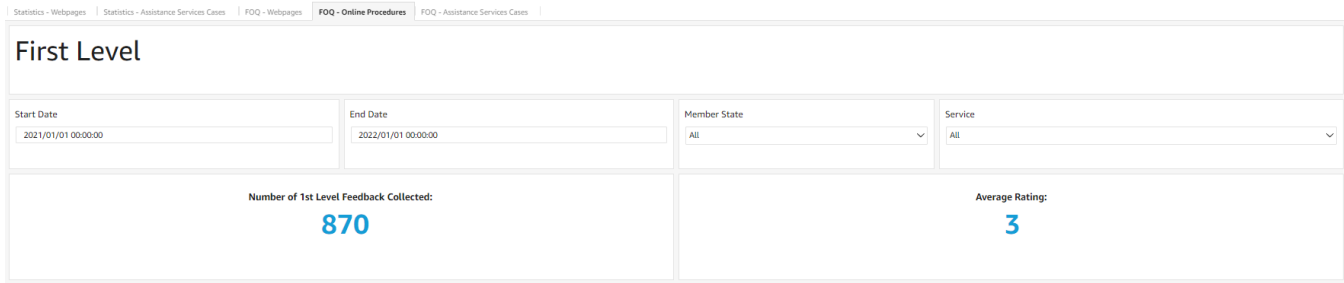 Statistics - Webpages Statistics - Assistance Services Cases FOQ - Webpages FOQ - Online Procedures FOQ - Assistance Services Cases
First Level
Start Date End Date Member State Service
2021/01/01 00:00:00 2022/01/01 00:00:00 All All
Number of 1st Level Feedback Collected: Average Rating:
870 3